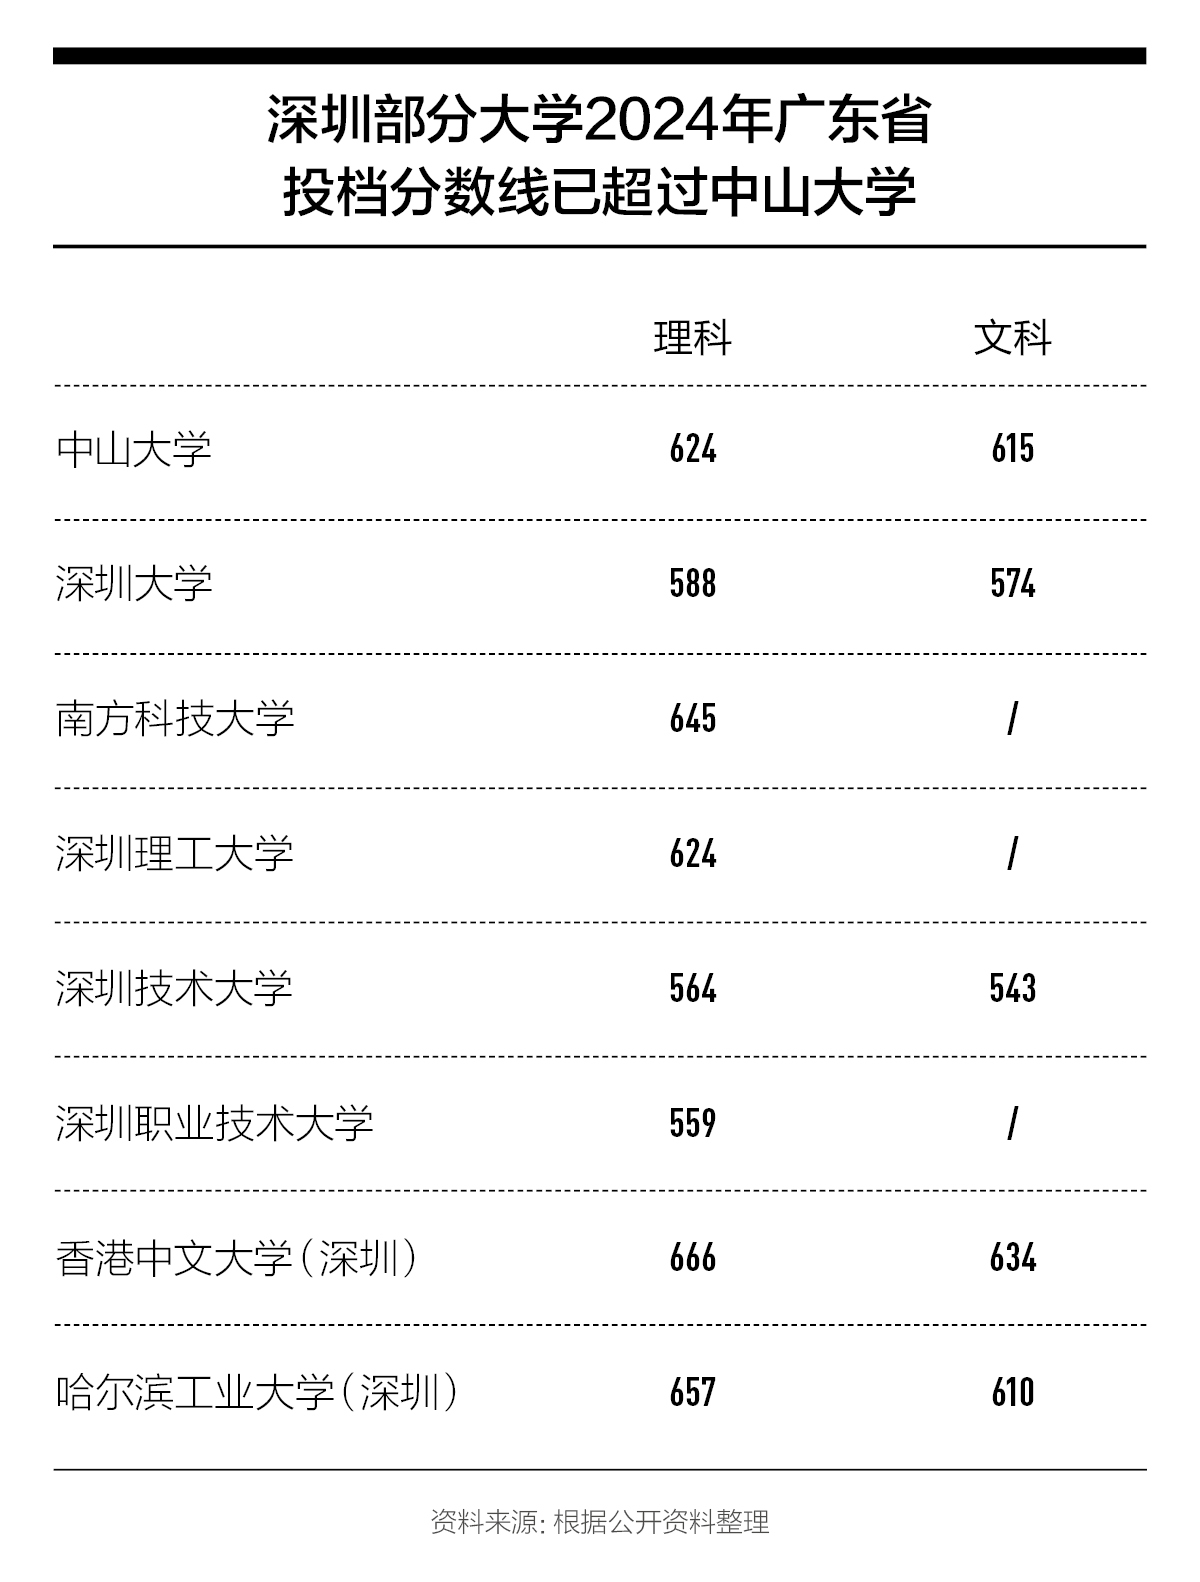 深圳部分大学2024年广东省
投档分数线已超过中山大学
理科 文科
中山大学 624 615
深圳大学 588 574
南方科技大学 645 /
深圳理工大学 624 /
深圳技术大学 564 543
深圳职业技术大学 559 /
香港中文大学（深圳） 666 634
哈尔滨工业大学（深圳） 657 610
资料来源：根据公开资料整理